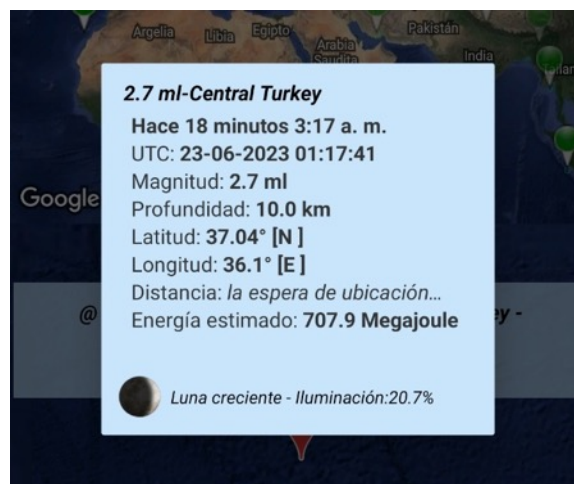 Argelia
Libia
Egipto
Arabia
Saudita
Pakistán
India
2.7 ml-Central Turkey
Hace 18 minutos 3:17 a. m.
UTC: 23-06-2023 01:17:41
Magnitud: 2.7 ml
Profundidad: 10.0 km
Latitud: 37.04° [N ]
Longitud: 36.1° [E ]
Distancia: la espera de ubicación...
Energía estimado: 707.9 Megajoule
Google
@
-
Luna creciente - Iluminación:20.7%